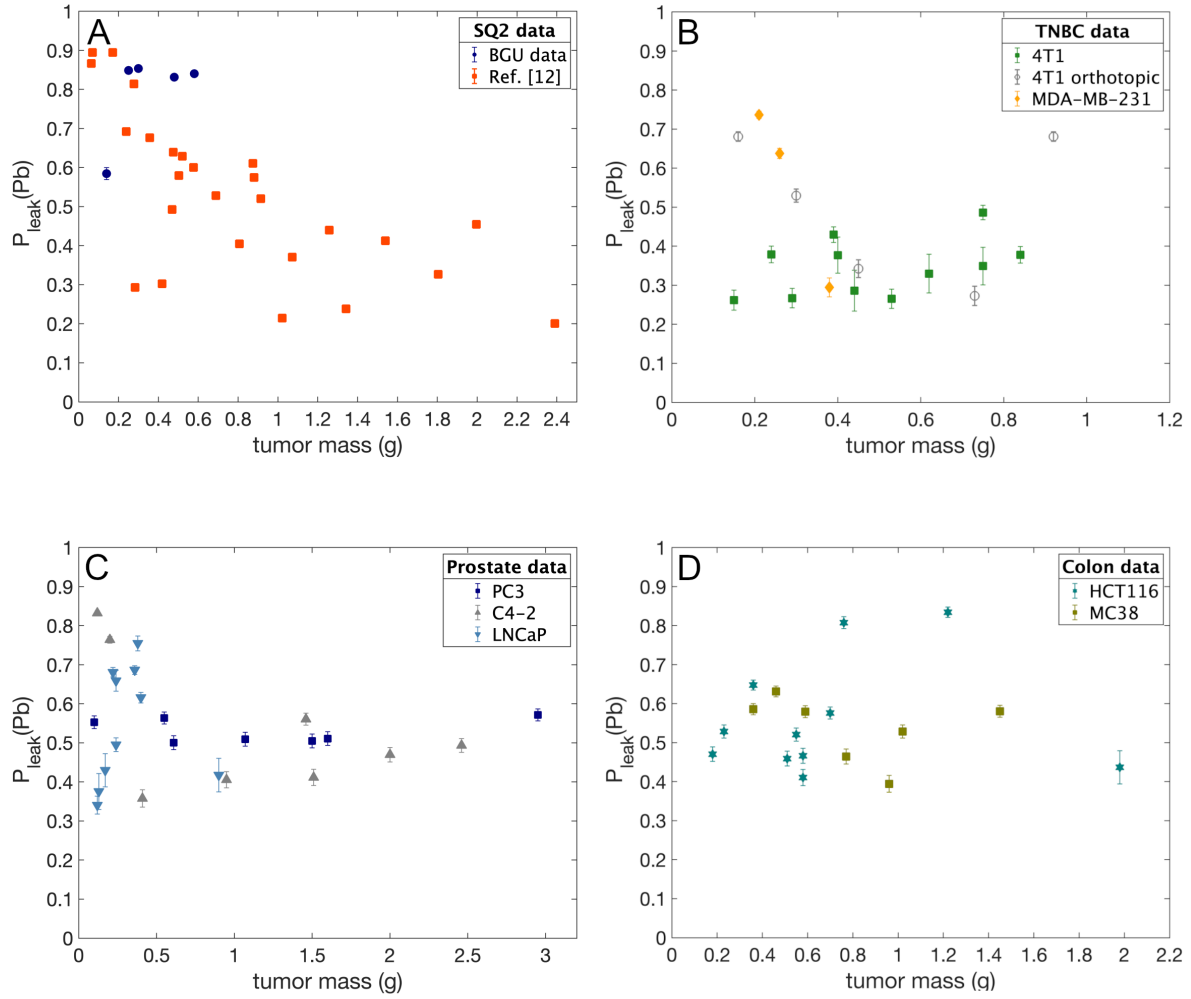 A
SQ2 data
BGU data
Ref. [12]
1
0.9
0.8
0.7
0.6
0.5
0.4
0.3
0.2
0.1
0
P_leak(Pb)
0 0.2 0.4 0.6 0.8 1 1.2 1.4 1.6 1.8 2 2.2 2.4
tumor mass (g)
B
TNBC data
4T1
4T1 orthotopic
MDA-MB-231
1
0.9
0.8
0.7
0.6
0.5
0.4
0.3
0.2
0.1
0
P_leak(Pb)
0 0.2 0.4 0.6 0.8 1 1.2
tumor mass (g)
C
Prostate data
PC3
C4-2
LNCaP
1
0.9
0.8
0.7
0.6
0.5
0.4
0.3
0.2
0.1
0
P_leak(Pb)
0 0.5 1 1.5 2 2.5 3
tumor mass (g)
D
Colon data
HCT116
MC38
1
0.9
0.8
0.7
0.6
0.5
0.4
0.3
0.2
0.1
0
P_leak(Pb)
0 0.2 0.4 0.6 0.8 1 1.2 1.4 1.6 1.8 2 2.2
tumor mass (g)